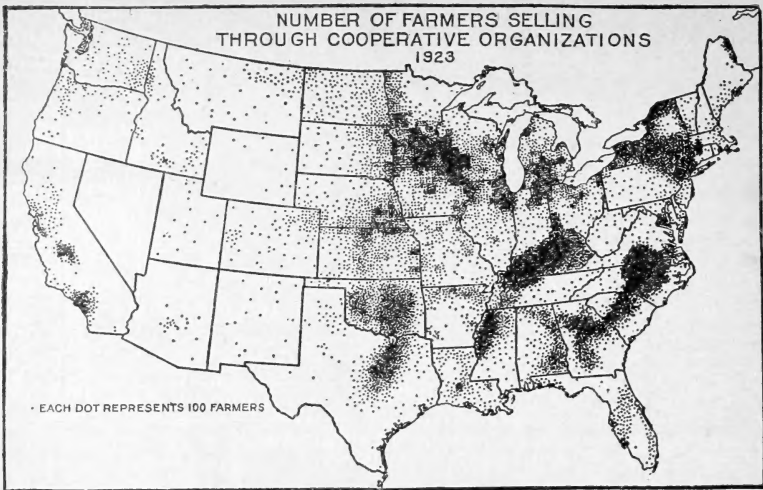 NUMBER OF FARMERS SELLING
THROUGH COOPERATIVE ORGANIZATIONS
1923
• EACH DOT REPRESENTS 100 FARMERS